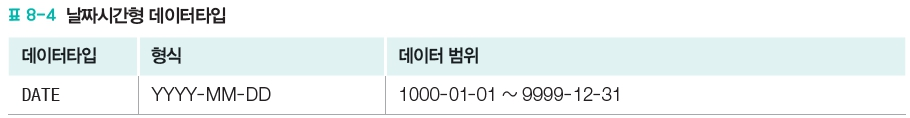 표 8-4 날짜시간형 데이터타입
데이터타입 형식 데이터 범위
DATE YYYY-MM-DD 1000-01-01 ~ 9999-12-31